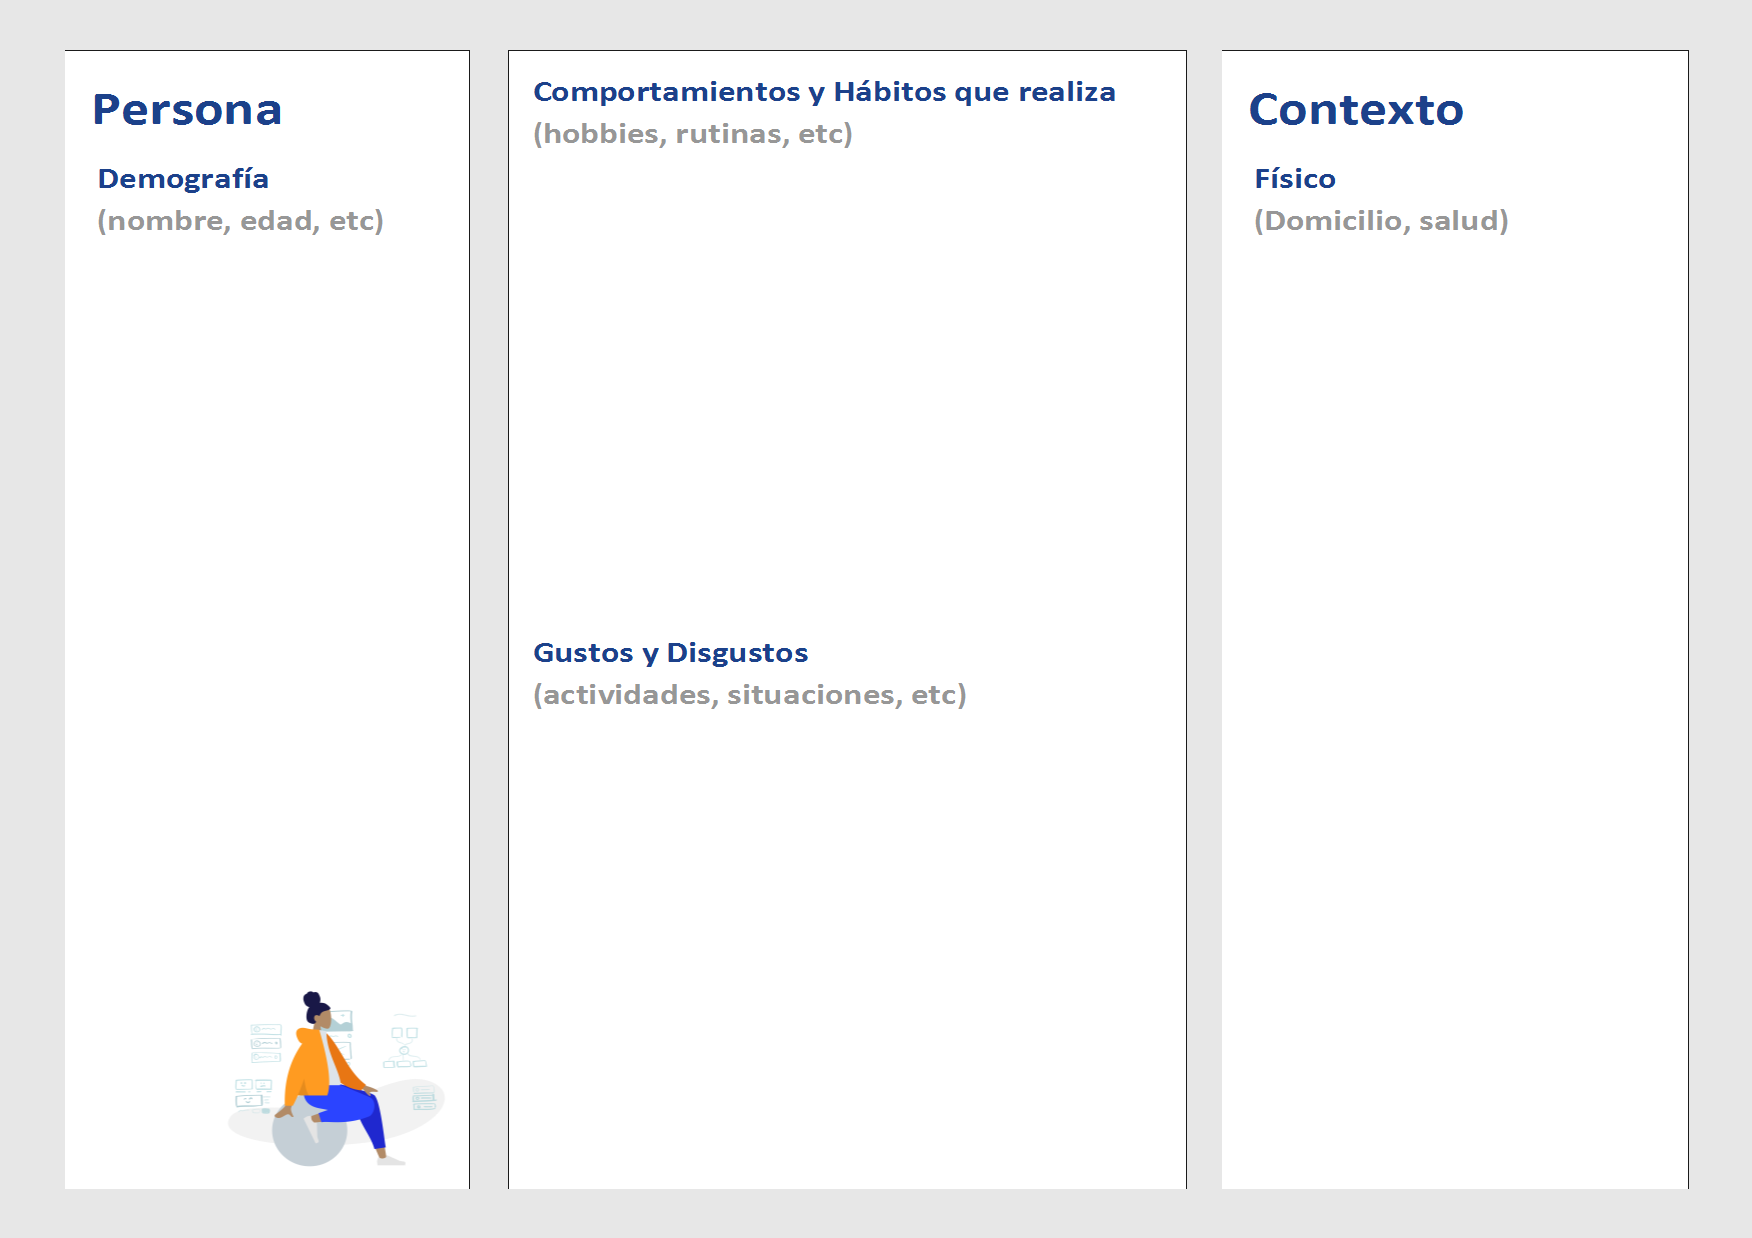 Persona
Demografía
(nombre, edad, etc)
Comportamientos y Hábitos que realiza
(hobbies, rutinas, etc)
Gustos y Disgustos
(actividades, situaciones, etc)
Contexto
Físico
(Domicilio, salud)